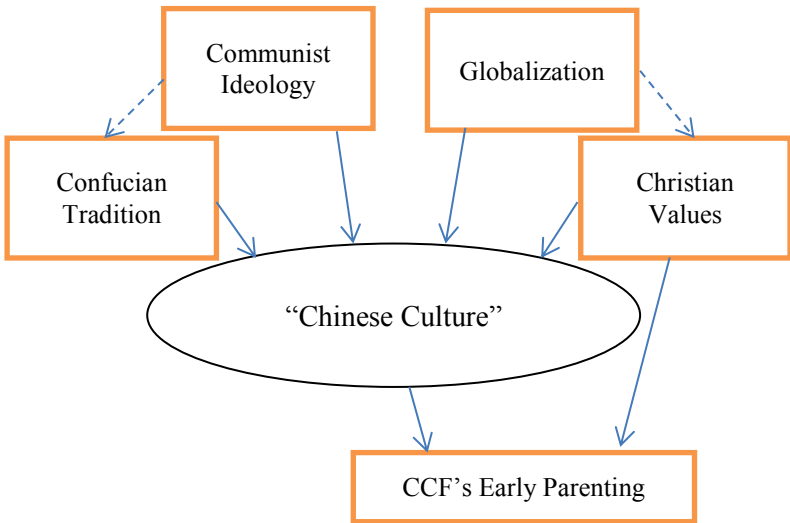 Communist
Ideology
Globalization
Confucian
Tradition
Christian
Values
“Chinese Culture”
CCF’s Early Parenting